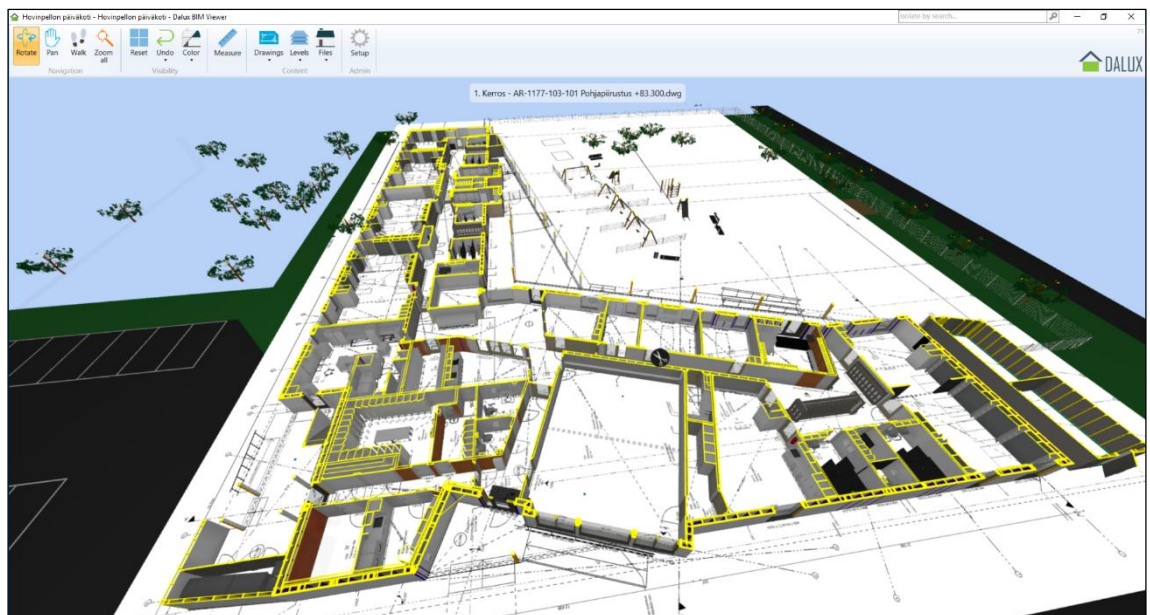 Hovinpellon päiväkoti - Hovinpellon päiväkoti - Dalux BIM Viewer
Isolate by search...
Rotate Pan Walk Zoom all Reset Undo Color Measure Drawings Levels Files Setup
Navigation Visibility Content Admin
DALUX
1. Kerros - AR-1177-103-101 Pohjapiirustus +83.300.dwg